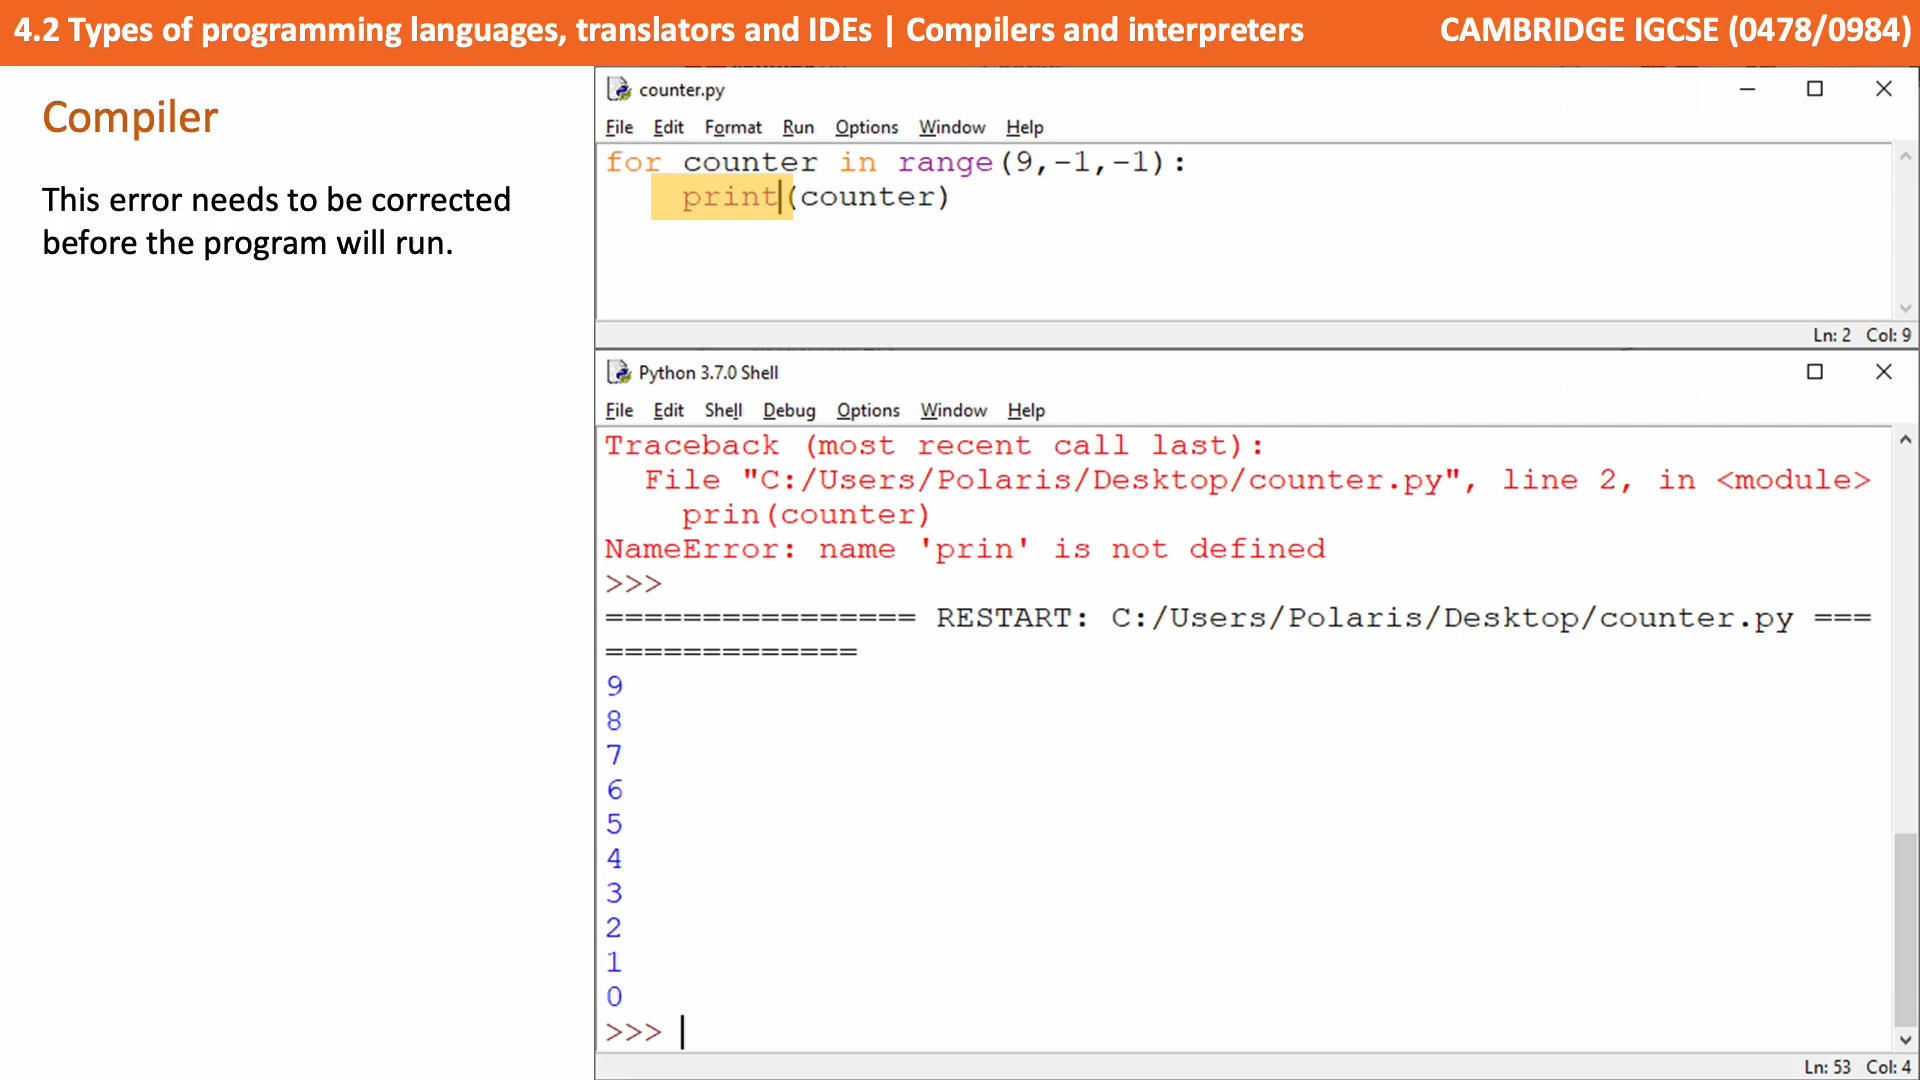 4.2 Types of programming languages, translators and IDEs | Compilers and interpreters
CAMBRIDGE IGCSE (0478/0984)
Compiler
This error needs to be corrected
before the program will run.
counter.py
File Edit Format Run Options Window Help
for counter in range(9,-1,-1):
print(counter)
Ln: 2 Col: 9
Python 3.7.0 Shell
File Edit Shell Debug Options Window Help
Traceback (most recent call last):
File "C:/Users/Polaris/Desktop/counter.py", line 2, in <module>
prin(counter)
NameError: name 'prin' is not defined
>>>
================ RESTART: C:/Users/Polaris/Desktop/counter.py ===
=============
9
8
7
6
5
4
3
2
1
0
>>>
Ln: 53 Col: 4